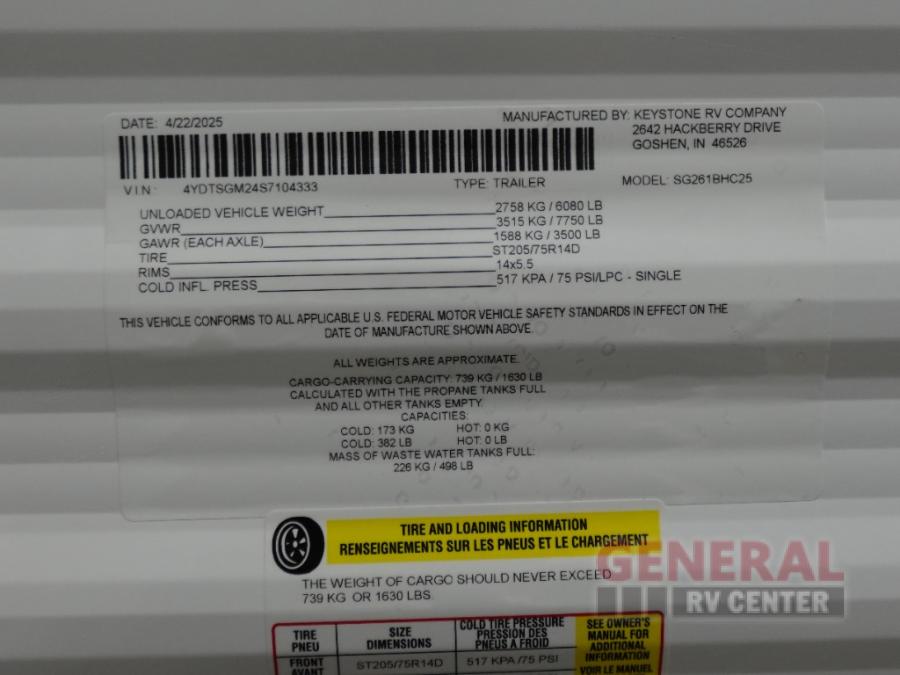 DATE: 4/22/2025
MANUFACTURED BY: KEYSTONE RV COMPANY
2642 HACKBERRY DRIVE
GOSHEN, IN 46526
VIN: 4YDTSGM24S7104333 TYPE: TRAILER MODEL: SG261BHC25
UNLOADED VEHICLE WEIGHT 2758 KG / 6080 LB
GVWR 3515 KG / 7750 LB
GAWR (EACH AXLE) 1588 KG / 3500 LB
TIRE ST205/75R14D
RIMS 14x5.5
COLD INFL. PRESS 517 KPA / 75 PSI/LPC - SINGLE
THIS VEHICLE CONFORMS TO ALL APPLICABLE U.S. FEDERAL MOTOR VEHICLE SAFETY STANDARDS IN EFFECT ON THE
DATE OF MANUFACTURE SHOWN ABOVE.
ALL WEIGHTS ARE APPROXIMATE.
CARGO-CARRYING CAPACITY: 739 KG / 1630 LB
CALCULATED WITH THE PROPANE TANKS FULL
AND ALL OTHER TANKS EMPTY.
CAPACITIES:
COLD: 173 KG HOT: 0 KG
COLD: 382 LB HOT: 0 LB
MASS OF WASTE WATER TANKS FULL:
226 KG / 498 LB
TIRE AND LOADING INFORMATION
RENSEIGNEMENTS SUR LES PNEUS ET LE CHARGEMENT
THE WEIGHT OF CARGO SHOULD NEVER EXCEED
739 KG OR 1630 LBS.
GENERAL
RV CENTER
TIRE
PNEU
SIZE
DIMENSIONS
COLD TIRE PRESSURE
PRESSION DES
PNEUS A FROID
SEE OWNER'S
MANUAL FOR
ADDITIONAL
INFORMATION
VOIR LE MANUEL
FRONT
AVANT
ST205/75R14D
517 KPA /75 PSI